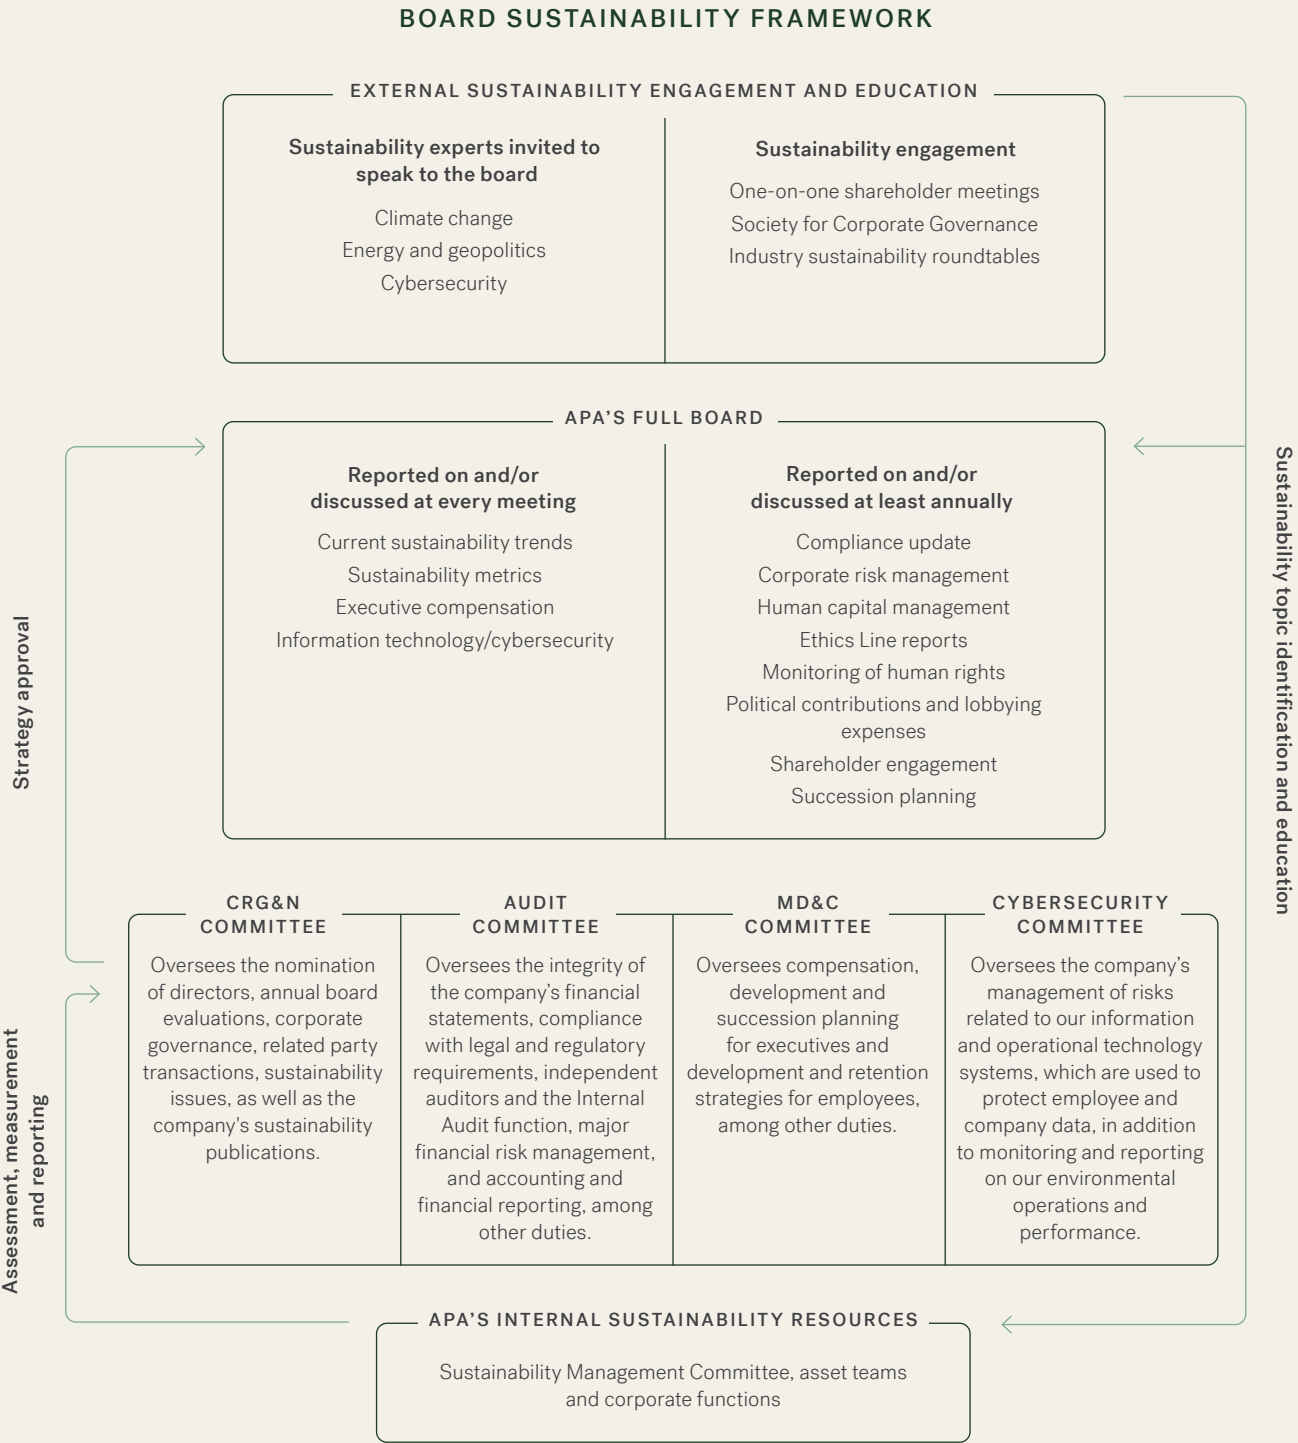 BOARD SUSTAINABILITY FRAMEWORK
EXTERNAL SUSTAINABILITY ENGAGEMENT AND EDUCATION
Sustainability experts invited to
speak to the board
Climate change
Energy and geopolitics
Cybersecurity
Sustainability engagement
One-on-one shareholder meetings
Society for Corporate Governance
Industry sustainability roundtables
APA’S FULL BOARD
Reported on and/or
discussed at every meeting
Current sustainability trends
Sustainability metrics
Executive compensation
Information technology/cybersecurity
Reported on and/or
discussed at least annually
Compliance update
Corporate risk management
Human capital management
Ethics Line reports
Monitoring of human rights
Political contributions and lobbying
expenses
Shareholder engagement
Succession planning
Strategy approval
Sustainability topic identification and education
CRG&N
COMMITTEE
Oversees the nomination
of directors, annual board
evaluations, corporate
governance, related party
transactions, sustainability
issues, as well as the
company's sustainability
publications.
AUDIT
COMMITTEE
Oversees the integrity of
the company’s financial
statements, compliance
with legal and regulatory
requirements, independent
auditors and the Internal
Audit function, major
financial risk management,
and accounting and
financial reporting, among
other duties.
MD&C
COMMITTEE
Oversees compensation,
development and
succession planning
for executives and
development and retention
strategies for employees,
among other duties.
CYBERSECURITY
COMMITTEE
Oversees the company’s
management of risks
related to our information
and operational technology
systems, which are used to
protect employee and
company data, in addition
to monitoring and reporting
on our environmental
operations and
performance.
Assessment, measurement
and reporting
APA’S INTERNAL SUSTAINABILITY RESOURCES
Sustainability Management Committee, asset teams
and corporate functions